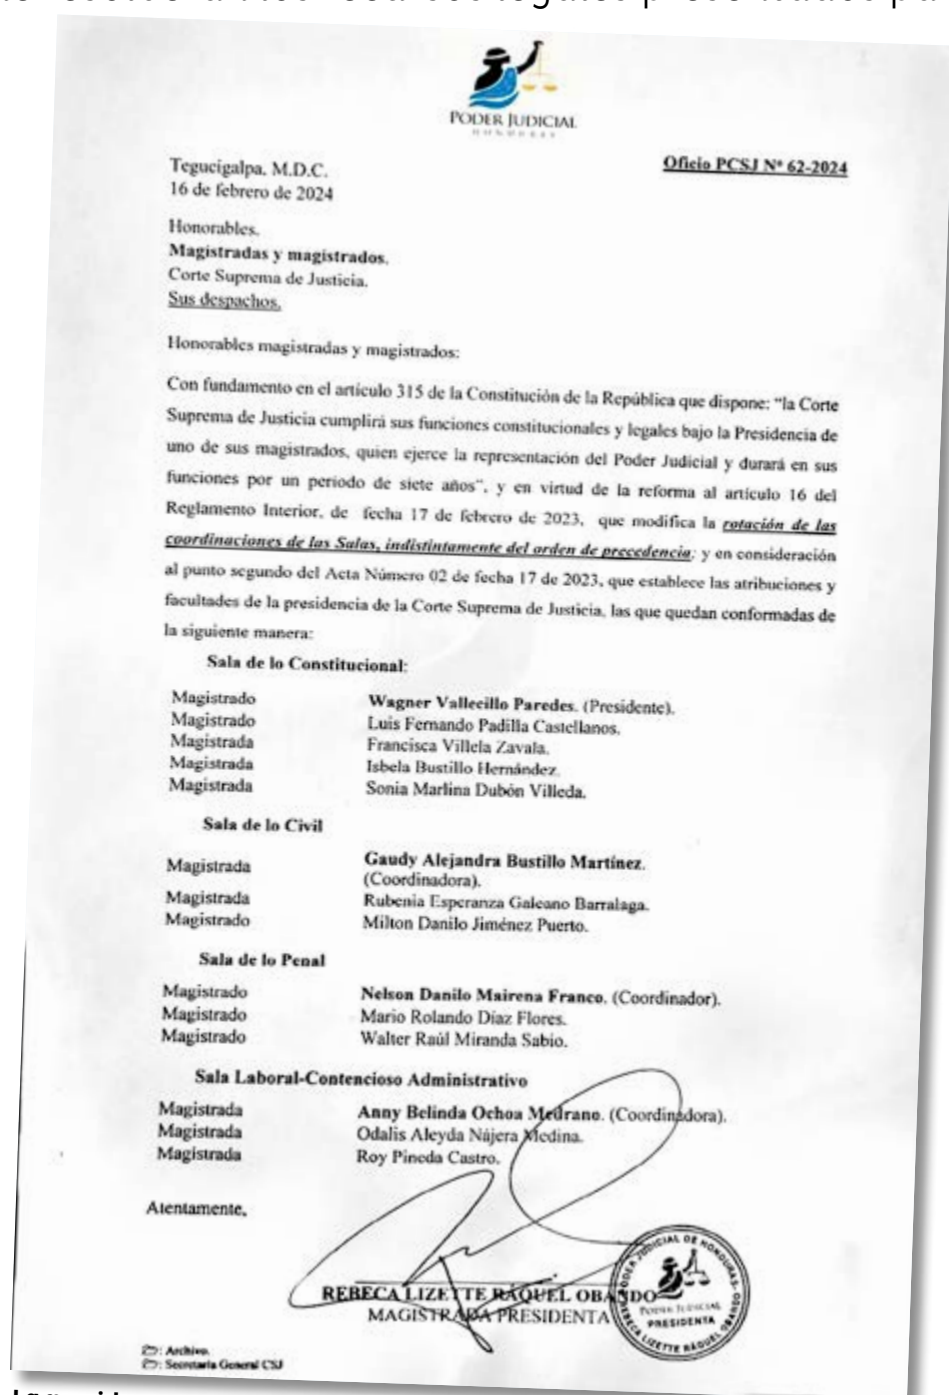 PODER JUDICIAL
HONDURAS
Tegucigalpa. M.D.C.
Oficio PCSJ Nº 62-2024
16 de febrero de 2024
Honorables.
Magistradas y magistrados.
Corte Suprema de Justicia.
Sus despachos.
Honorables magistradas y magistrados:
Con fundamento en el artículo 315 de la Constitución de la República que dispone: "la Corte
Suprema de Justicia cumplirá sus funciones constitucionales y legales bajo la Presidencia de
uno de sus magistrados, quien ejerce la representación del Poder Judicial y durará en sus
funciones por un periodo de siete años", y en virtud de la reforma al artículo 16 del
Reglamento Interior, de fecha 17 de febrero de 2023, que modifica la rotación de las
coordinaciones de las Salas, indistintamente del orden de precedencia; y en consideración
al punto segundo del Acta Número 02 de fecha 17 de 2023, que establece las atribuciones y
facultades de la presidencia de la Corte Suprema de Justicia, las que quedan conformadas de
la siguiente manera:
Sala de lo Constitucional:
Magistrado Wagner Vallecillo Paredes. (Presidente).
Magistrado Luis Fernando Padilla Castellanos.
Magistrada Francisca Villela Zavala.
Magistrada Isbela Bustillo Hernández.
Magistrada Sonia Marlina Dubón Villeda.
Sala de lo Civil
Magistrada Gaudy Alejandra Bustillo Martínez.
(Coordinadora).
Magistrada Rubenia Esperanza Galeano Barralaga.
Magistrado Milton Danilo Jiménez Puerto.
Sala de lo Penal
Magistrado Nelson Danilo Mairena Franco. (Coordinador).
Magistrado Mario Rolando Díaz Flores.
Magistrado Walter Raúl Miranda Sabio.
Sala Laboral-Contencioso Administrativo
Magistrada Anny Belinda Ochoa Medrano. (Coordinadora).
Magistrada Odalis Aleyda Nájera Medina.
Magistrada Roy Pineda Castro.
Atentamente,
REBECA LIZETTE RÁQUEL OBANDO
MAGISTRADA PRESIDENTA
PODER JUDICIAL DE HONDURAS
PODER JUDICIAL
PRESIDENTA
REBECA LIZETTE RAQUEL OBANDO
: Archivo.
: Secretaría General CSJ